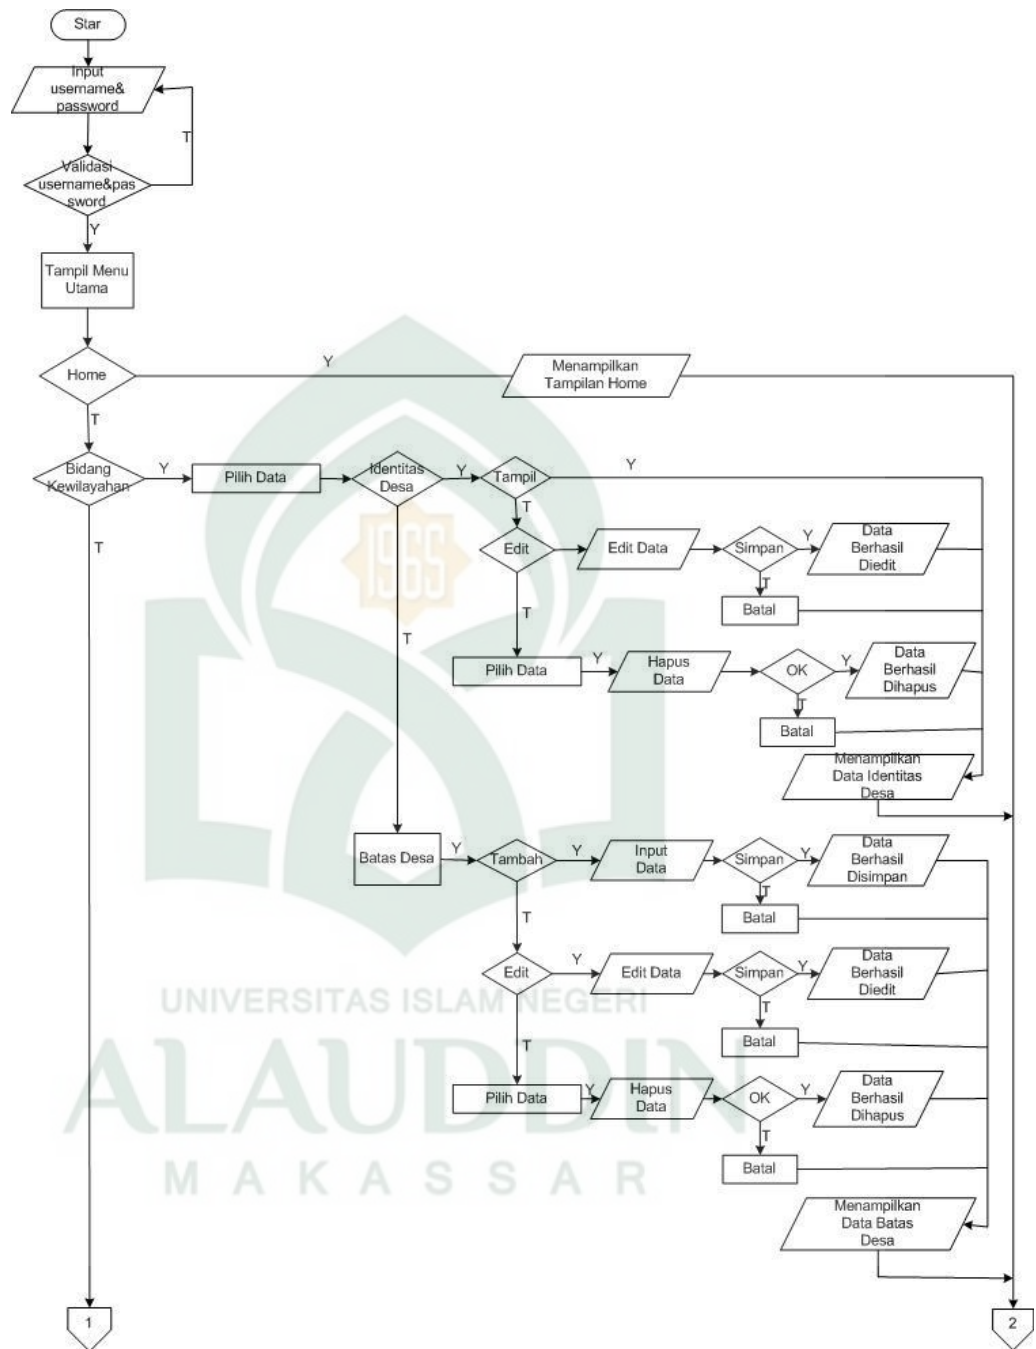 Star
Input
username&
password
T
Validasi
username&pas
sword
Y
Tampil Menu
Utama
Home
Y
Menampilkan
Tampilan Home
T
Bidang
Kewilayahan
Y
Pilih Data
Identitas
Desa
Y
Tampil
Y
T
T
Edit
Edit Data
Simpan
Y
Data
Berhasil
Diedit
T
Batal
1965
T
T
Pilih Data
Y
Hapus
Data
OK
Y
Data
Berhasil
Dihapus
T
Batal
Menampilkan
Data Identitas
Desa
Batas Desa
Y
Tambah
Y
Input
Data
Simpan
Y
Data
Berhasil
Disimpan
T
Batal
T
Edit
Y
Edit Data
Simpan
Y
Data
Berhasil
Diedit
T
Batal
UNIVERSITAS ISLAM NEGERI
ALAUDDIN
MAKASSAR
T
Pilih Data
Y
Hapus
Data
OK
Y
Data
Berhasil
Dihapus
T
Batal
Menampilkan
Data Batas
Desa
1
2